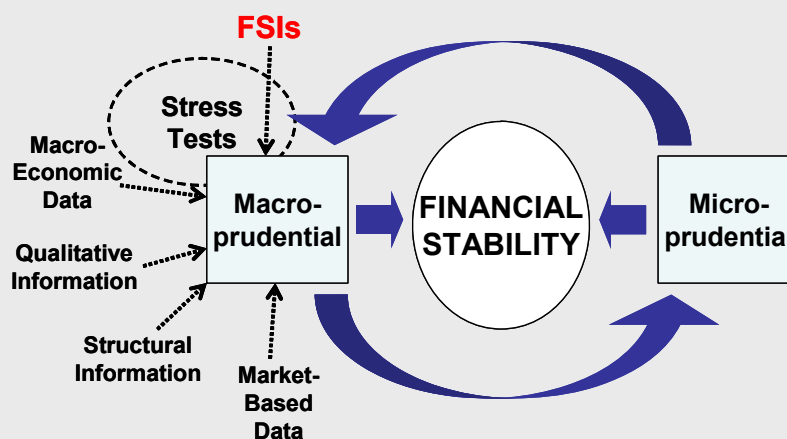 FSIs
Stress
Tests
Macro-
Economic
Data
Macro-
prudential
FINANCIAL
STABILITY
Micro-
prudentia
Qualitative
Information
Structural
Information
Market-
Based
Data